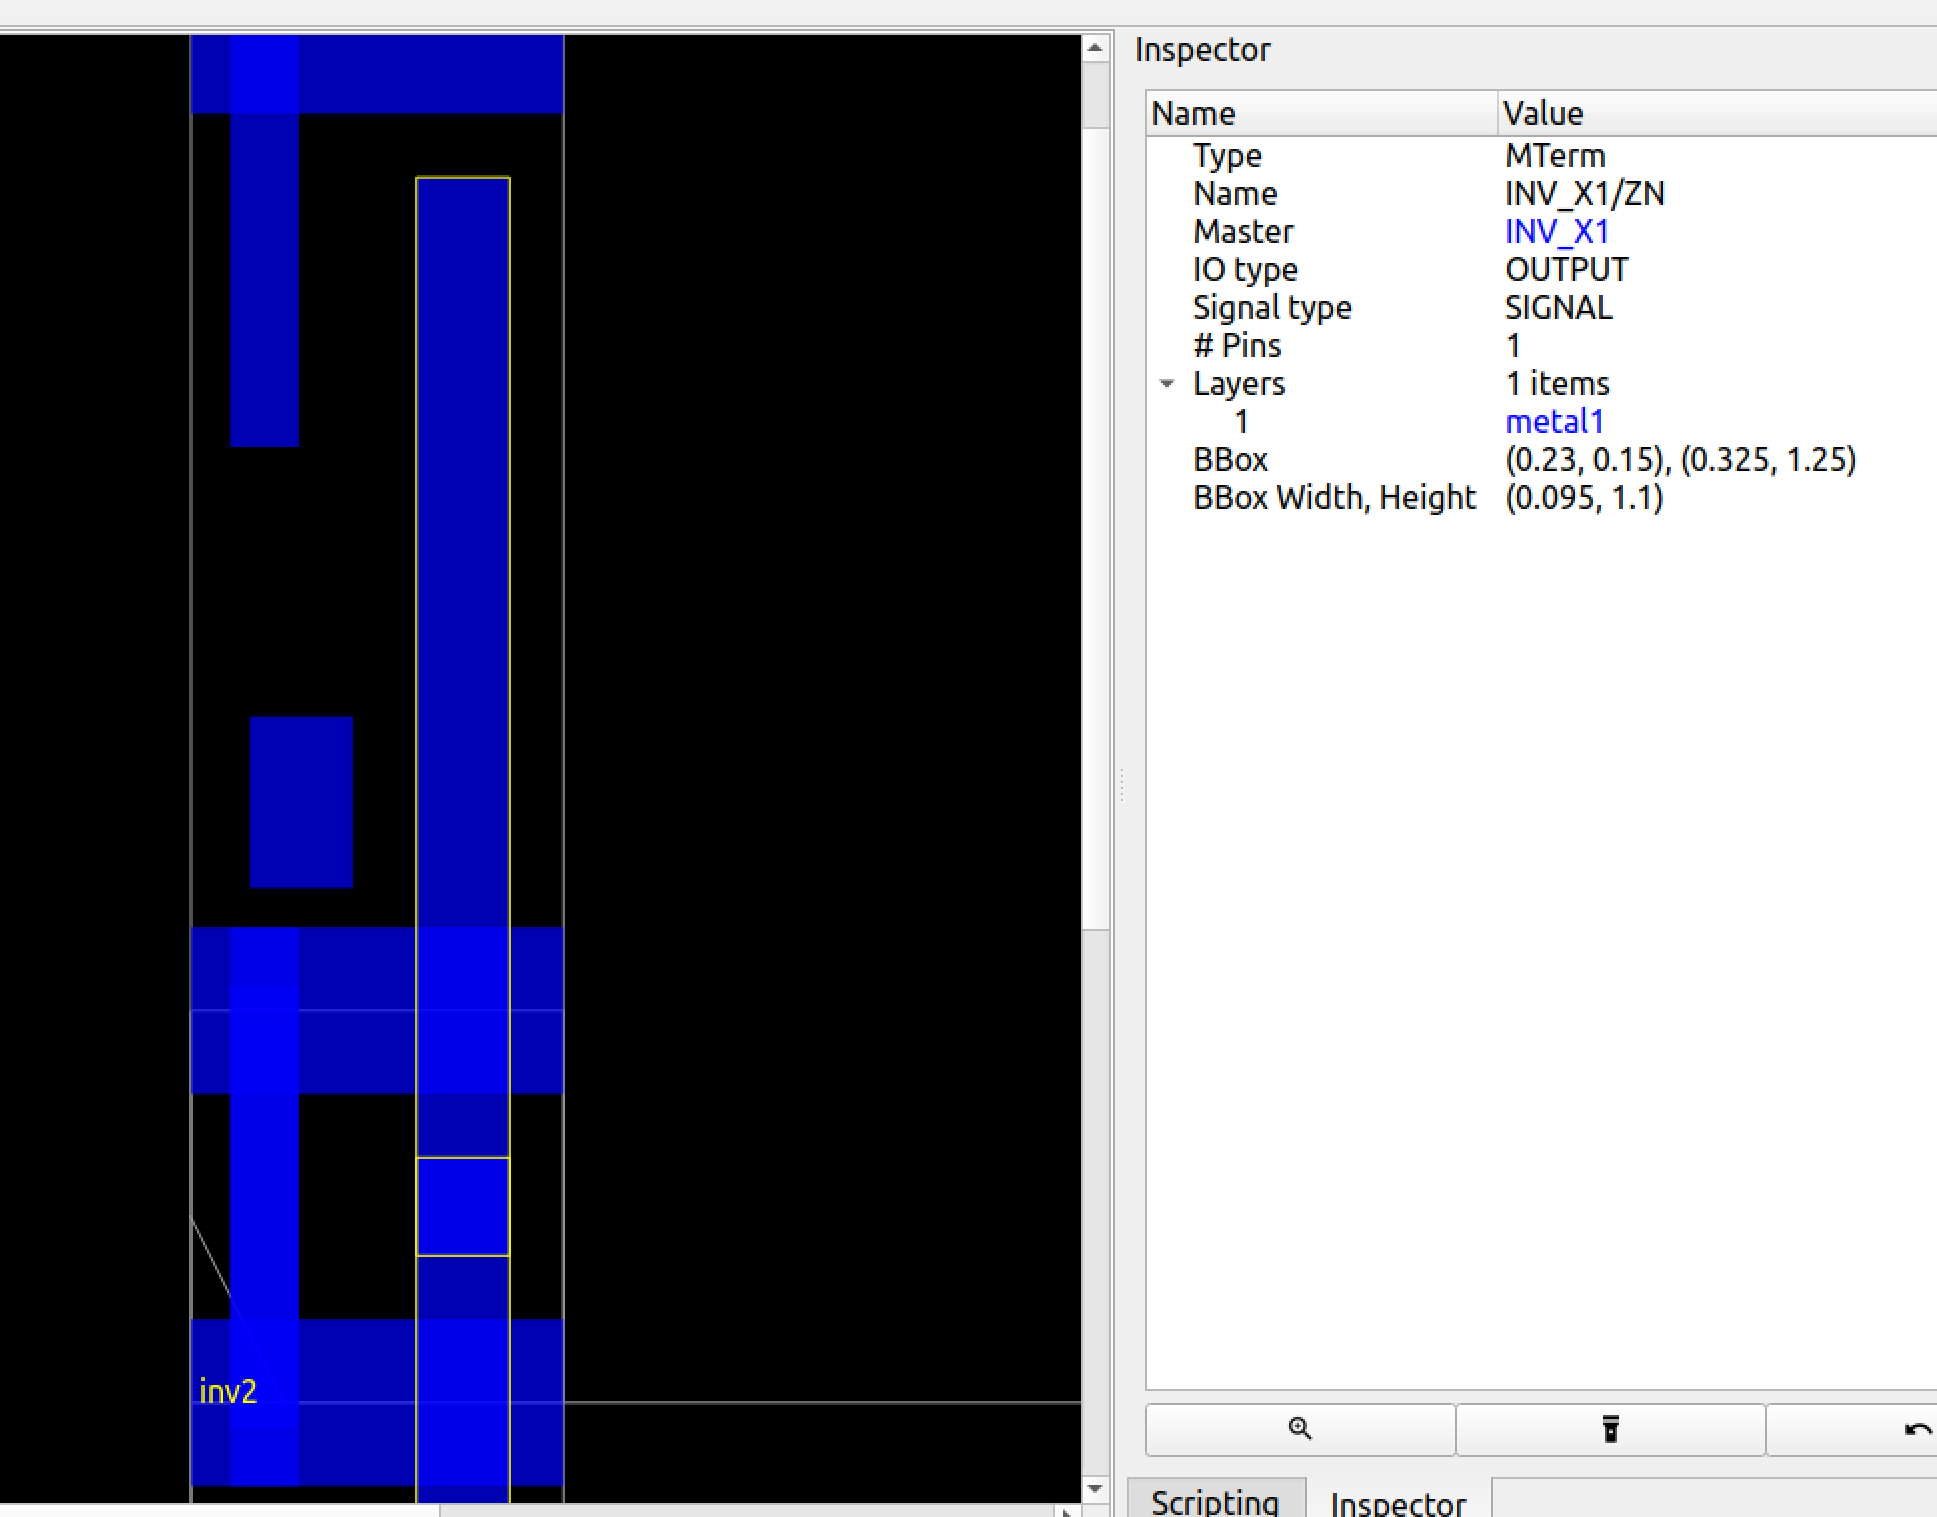 Inspector
Name Value
Type MTerm
Name INV_X1/ZN
Master INV_X1
IO type OUTPUT
Signal type SIGNAL
# Pins 1
Layers 1 items
1 metal1
BBox (0.23, 0.15), (0.325, 1.25)
BBox Width, Height (0.095, 1.1)
inv2
Scripting Inspector